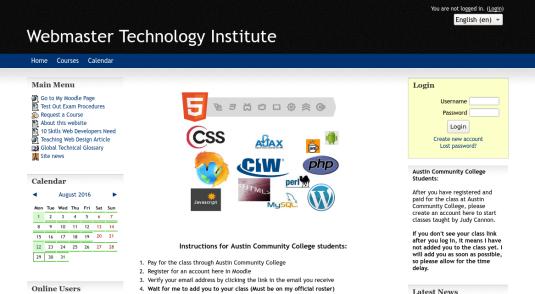 You are not logged in. (Login)
English (en)
Webmaster Technology Institute
Home Courses Calendar
Main Menu
Go to My Moodle Page
Test Out Exam Procedures
Request a Course
About this website
10 Skills Web Developers Need
Teaching Web Design Article
Global Technical Glossary
Site news
Calendar
◄ August 2016 ►
Mon Tue Wed Thu Fri Sat Sun
1 2 3 4 5 6 7
8 9 10 11 12 13 14
15 16 17 18 19 20 21
22 23 24 25 26 27 28
29 30 31
Online Users
5
CSS
AJAX
CIW
php
Javascript
XHTML
perl
MySQL
Instructions for Austin Community College students:
1. Pay for the class through Austin Community College
2. Register for an account here in Moodle
3. Verify your email address by clicking the link in the email you receive
4. Wait for me to add you to your class (Must be on my official roster)
Login
Username
Password
Login
Create new account
Lost password?
Austin Community College
Students:
After you have registered and
paid for the class at Austin
Community College, please
create an account here to start
classes taught by Judy Cannon.
If you don't see your class
link after you log in, it means I have
not added you to the class yet. I
will add you as soon as possible,
so please allow for the time
delay.
Latest News